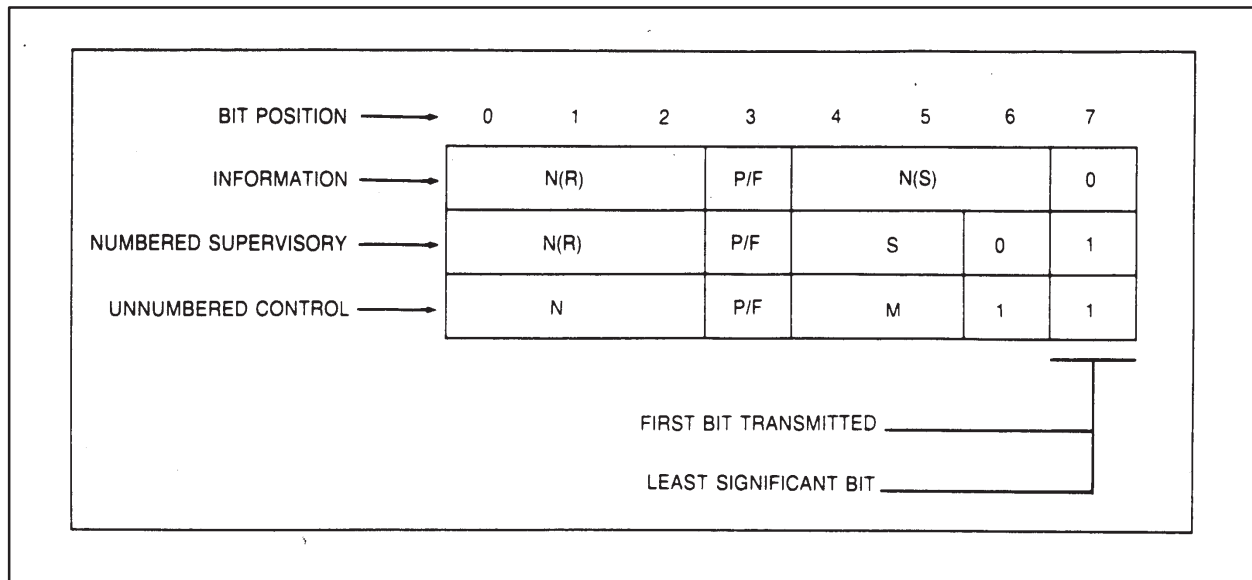 BIT POSITION 0 1 2 3 4 5 6 7
INFORMATION N(R) P/F N(S) 0
NUMBERED SUPERVISORY N(R) P/F S 0 1
UNNUMBERED CONTROL N P/F M 1 1
FIRST BIT TRANSMITTED
LEAST SIGNIFICANT BIT